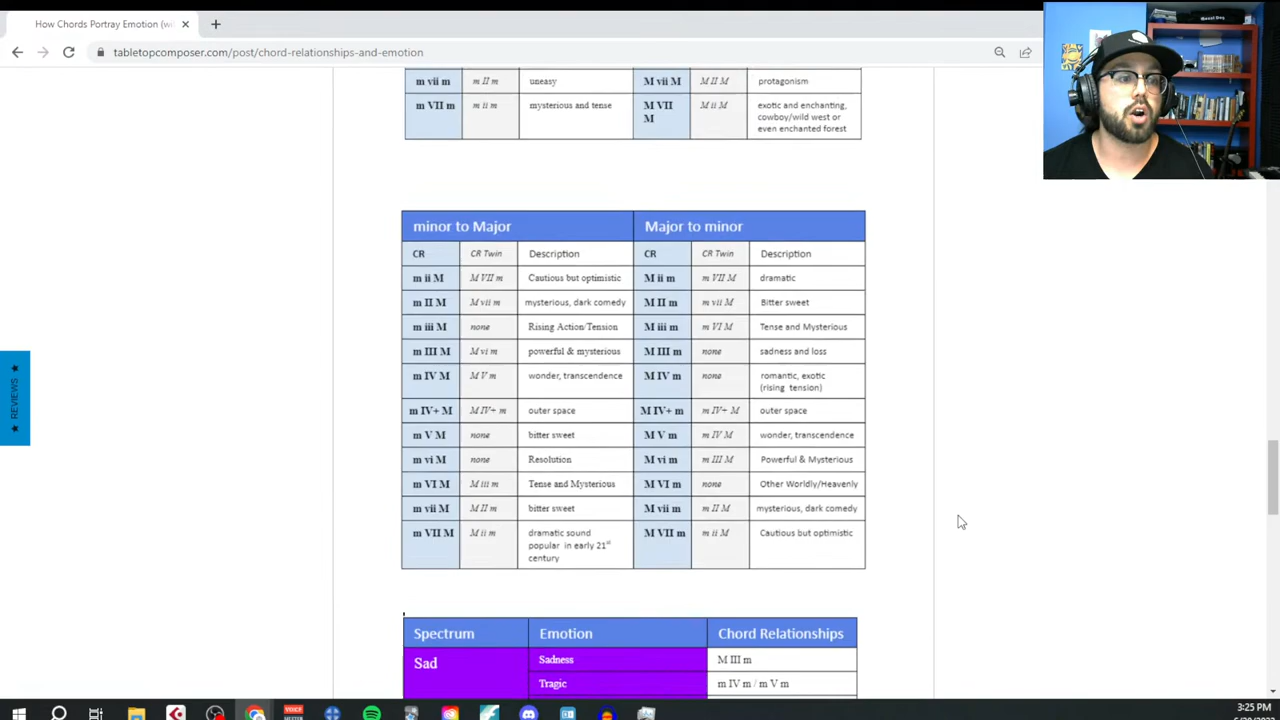 How Chords Portray Emotion (wi
tabletopcomposer.com/post/chord-relationships-and-emotion
m vii m m II m uneasy M vii M M II M protagonism
m VII m m ii m mysterious and tense M VII M M ii M exotic and enchanting,
cowboy/wild west or
even enchanted forest
minor to Major Major to minor
CR CR Twin Description CR CR Twin Description
m ii M M VII m Cautious but optimistic M ii m m VII M dramatic
m II M M vii m mysterious, dark comedy M II m m vii M Bitter sweet
m iii M none Rising Action/Tension M iii m m VI M Tense and Mysterious
m III M M vi m powerful & mysterious M III m none sadness and loss
m IV M M V m wonder, transcendence M IV m none romantic, exotic
(rising tension)
m IV+ M M IV+ m outer space M IV+ m m IV+ M outer space
m V M none bitter sweet M V m m IV M wonder, transcendence
m vi M none Resolution M vi m m III M Powerful & Mysterious
m VI M M iii m Tense and Mysterious M VI m none Other Worldly/Heavenly
m vii M M II m bitter sweet M vii m m II M mysterious, dark comedy
m VII M M ii m dramatic sound M VII m m ii M Cautious but optimistic
popular in early 21st
century
Spectrum Emotion Chord Relationships
Sad Sadness M III m
Tragic m IV m / m V m
REVIEWS
3:25 PM